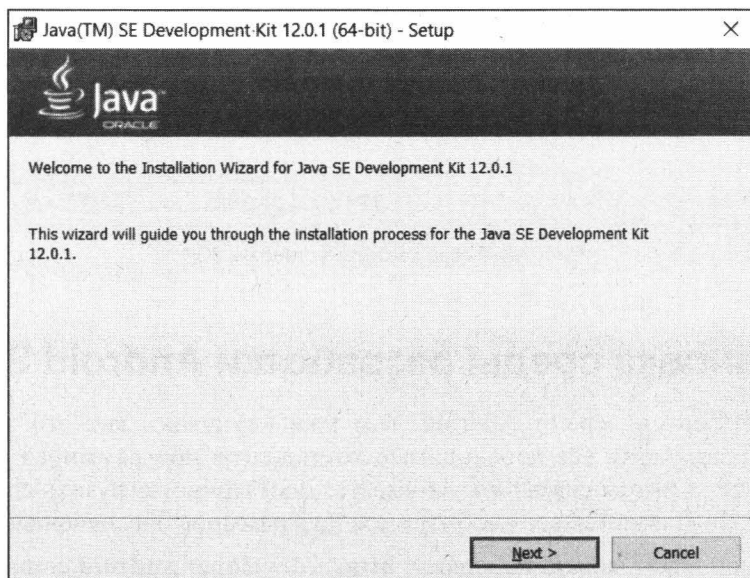 Java(TM) SE Development Kit 12.0.1 (64-bit) - Setup
Java
ORACLE
Welcome to the Installation Wizard for Java SE Development Kit 12.0.1
This wizard will guide you through the installation process for the Java SE Development Kit
12.0.1.
Next >
Cancel